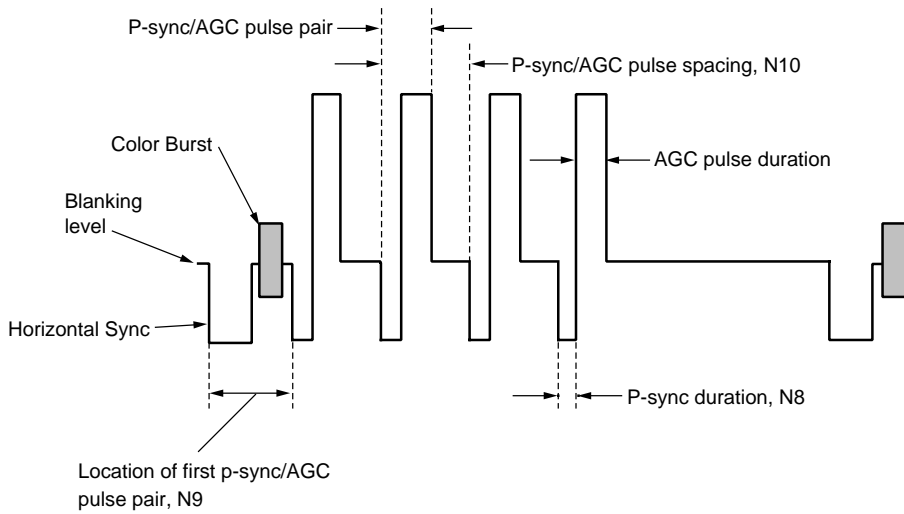 P-sync/AGC pulse pair
P-sync/AGC pulse spacing, N10
Color Burst
AGC pulse duration
Blanking
level
Horizontal Sync
P-sync duration, N8
Location of first p-sync/AGC
pulse pair, N9